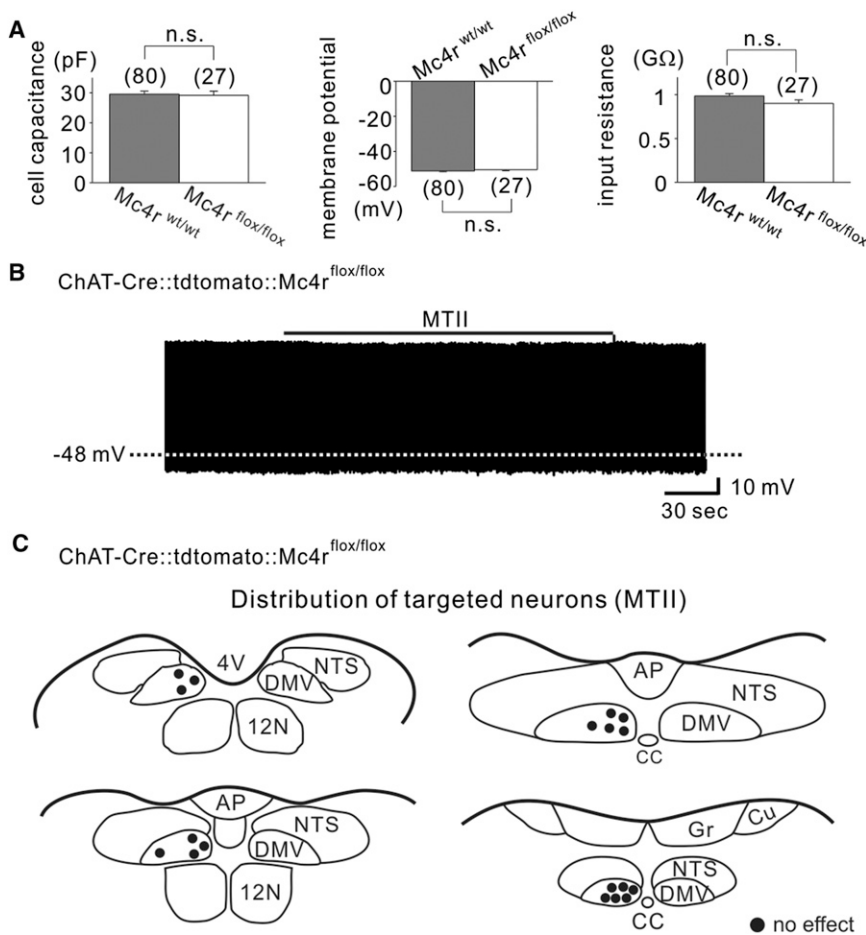 A
cell capacitance
(pF)
n.s.
(80) (27)
30
20
10
0
Mc4r wt/wt
Mc4r flox/flox
membrane potential
Mc4r wt/wt
Mc4r flox/flox
0
-20
-40
-60
(mV)
(80) (27)
n.s.
input resistance
(GΩ)
n.s.
(80) (27)
1
0.5
0
Mc4r wt/wt
Mc4r flox/flox
B
ChAT-Cre::tdtomato::Mc4r flox/flox
MTII
-48 mV
10 mV
30 sec
C
ChAT-Cre::tdtomato::Mc4r flox/flox
Distribution of targeted neurons (MTII)
4V
NTS
DMV
12N
AP
NTS
DMV
CC
AP
NTS
DMV
12N
Gr
Cu
NTS
DMV
CC
no effect